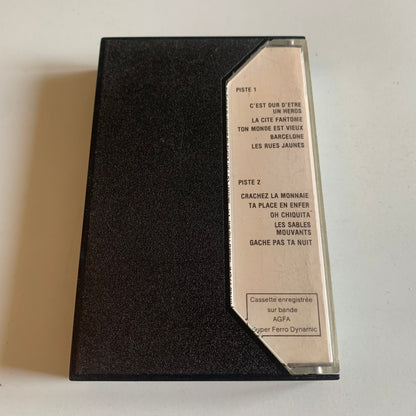 PISTE 1
C'EST DUR D'ETRE
UN HEROS
LA CITE FANTOME
TON MONDE EST VIEUX
BARCELONE
LES RUES JAUNES
PISTE 2
CRACHEZ LA MONNAIE
TA PLACE EN ENFER
OH CHIQUITA
LES SABLES
MOUVANTS
GACHE PAS TA NUIT
Cassette enregistrée
sur bande
AGFA
Super Ferro Dynamic